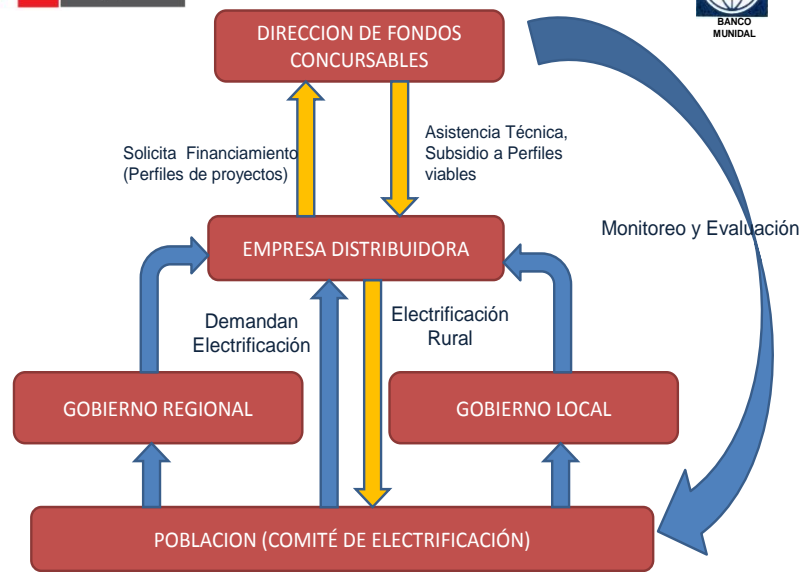 BANCO
MUNIDAL
DIRECCION DE FONDOS
CONCURSABLES
Solicita Financiamiento
(Perfiles de proyectos)
Asistencia Técnica,
Subsidio a Perfiles
viables
Monitoreo y Evaluación
EMPRESA DISTRIBUIDORA
Demandan
Electrificación
Electrificación
Rural
GOBIERNO REGIONAL
GOBIERNO LOCAL
POBLACION (COMITÉ DE ELECTRIFICACIÓN)